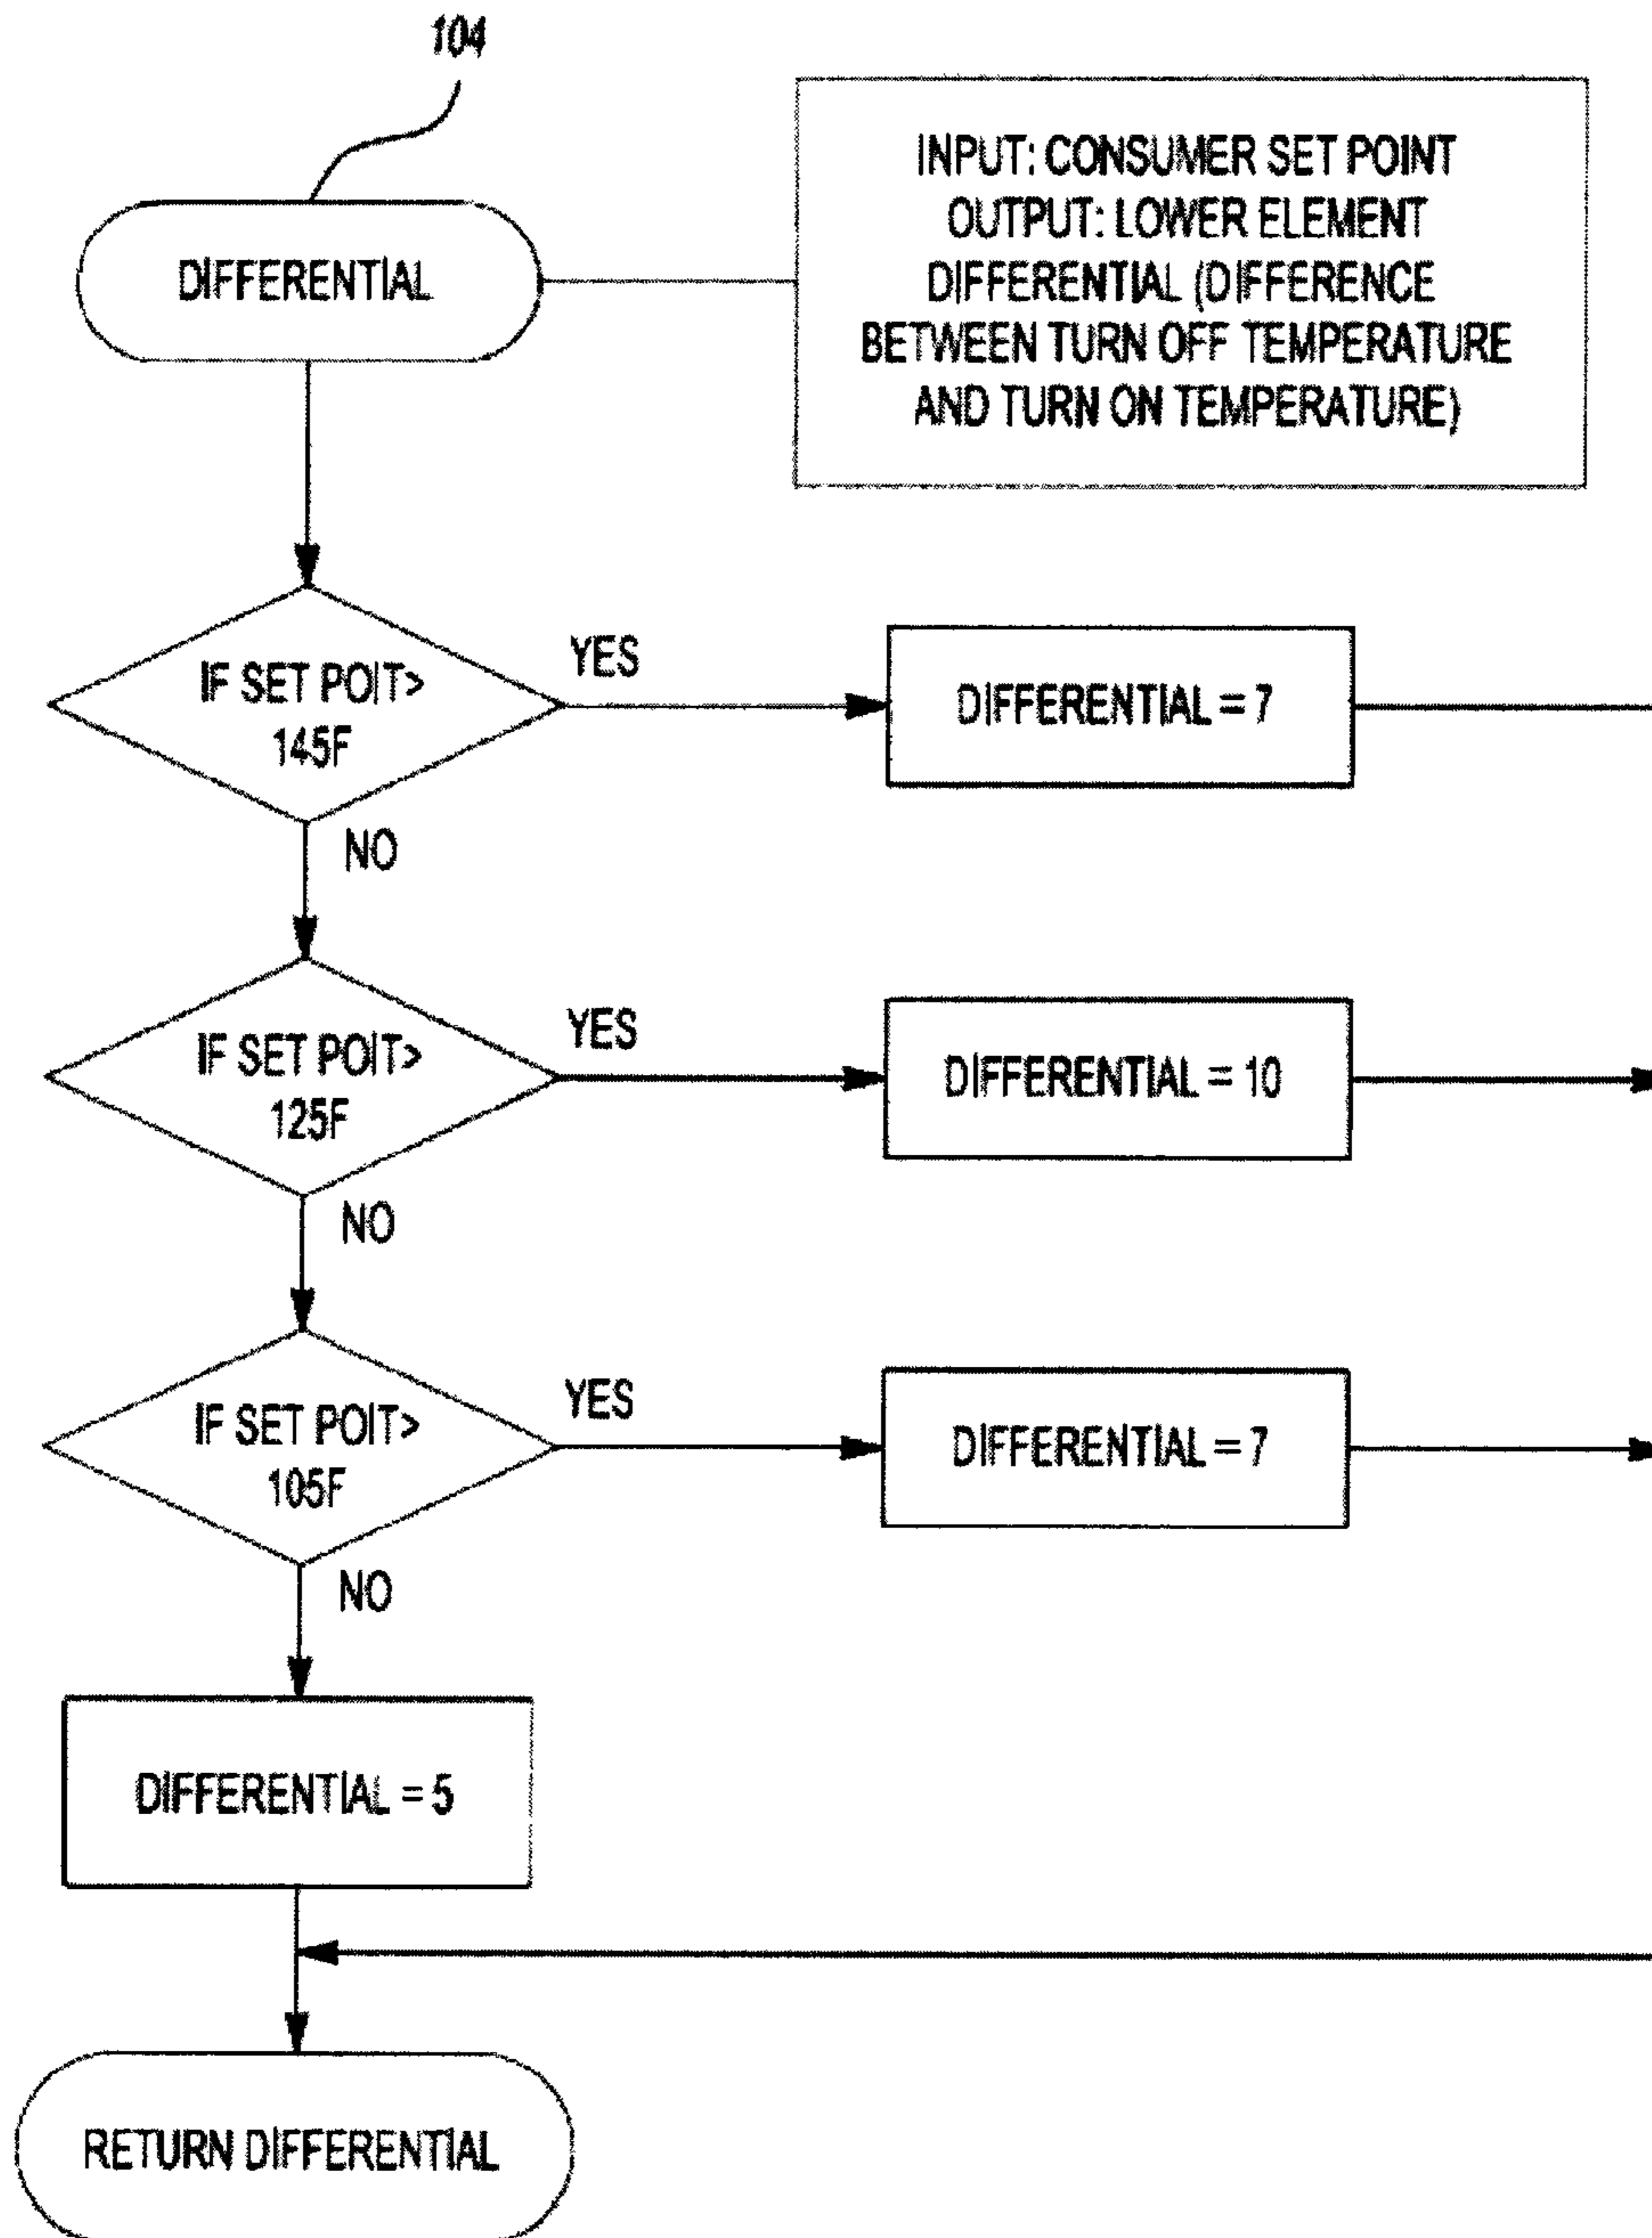 104
DIFFERENTIAL
INPUT: CONSUMER SET POINT
OUTPUT: LOWER ELEMENT
DIFFERENTIAL (DIFFERENCE
BETWEEN TURN OFF TEMPERATURE
AND TURN ON TEMPERATURE)
IF SET POIT>
145F
YES
DIFFERENTIAL = 7
NO
IF SET POIT>
125F
YES
DIFFERENTIAL = 10
NO
IF SET POIT>
105F
YES
DIFFERENTIAL = 7
NO
DIFFERENTIAL = 5
RETURN DIFFERENTIAL